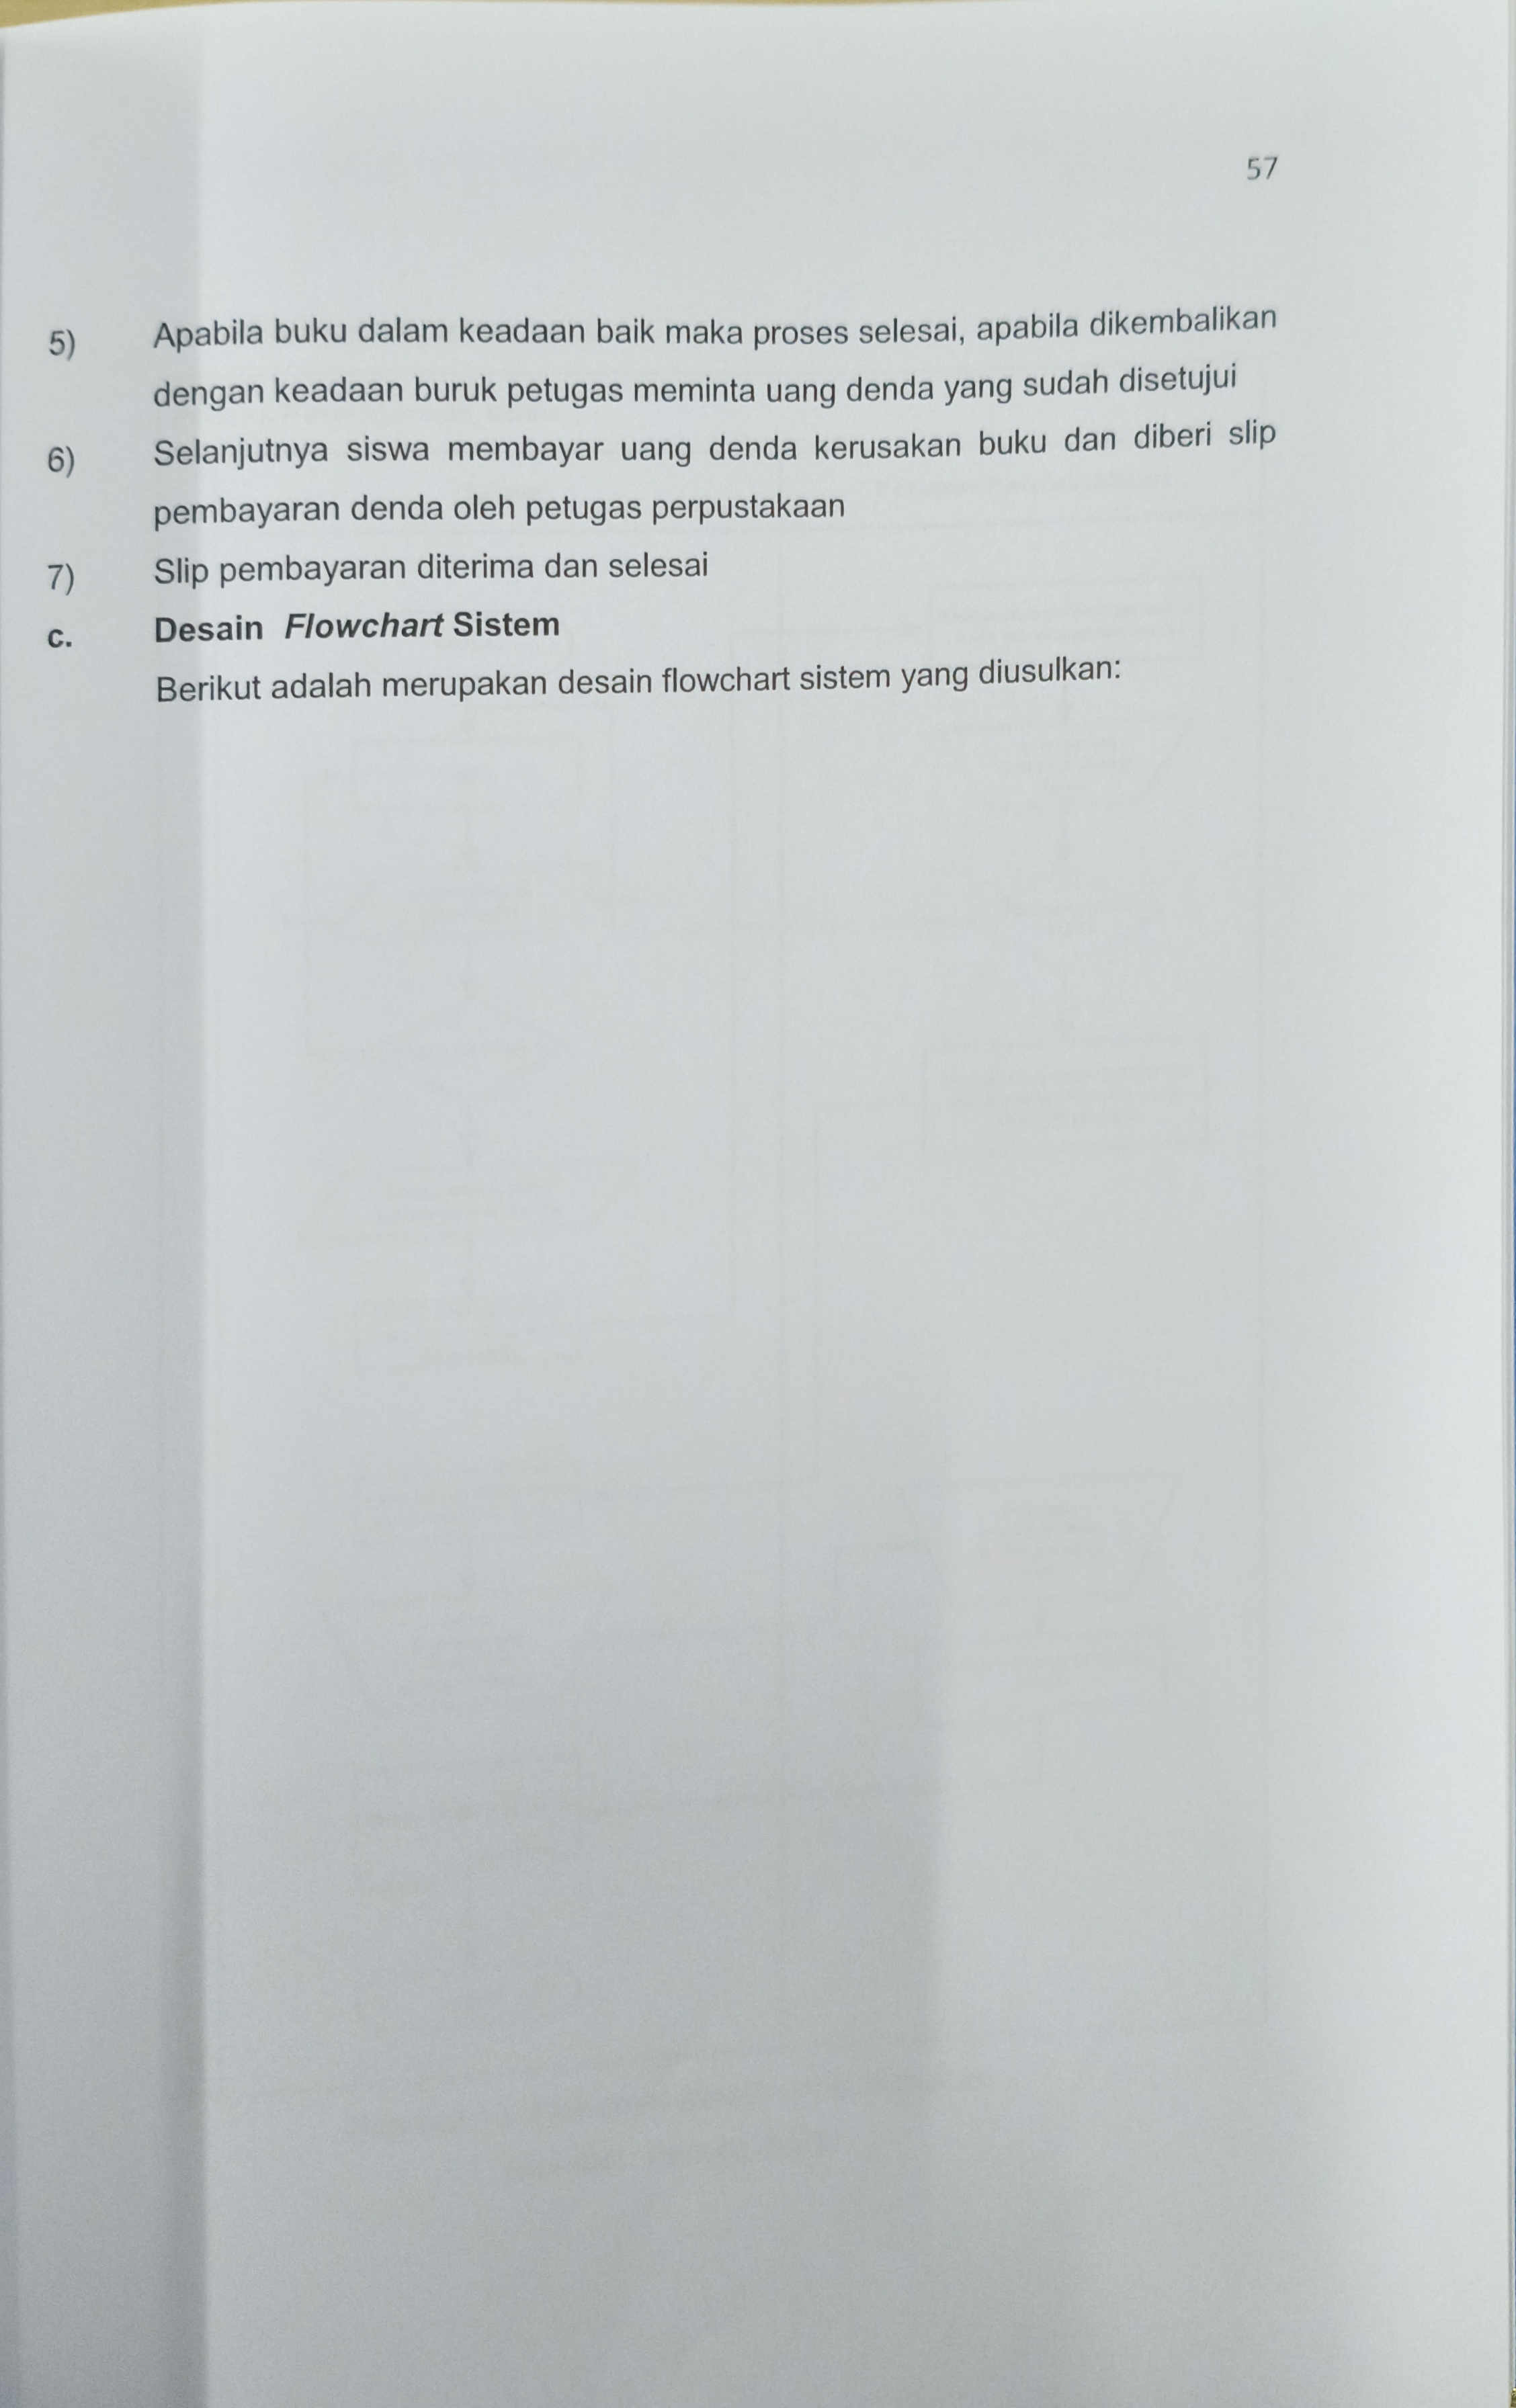 57
5) Apabila buku dalam keadaan baik maka proses selesai, apabila dikembalikan
dengan keadaan buruk petugas meminta uang denda yang sudah disetujui
6) Selanjutnya siswa membayar uang denda kerusakan buku dan diberi slip
pembayaran denda oleh petugas perpustakaan
7) Slip pembayaran diterima dan selesai
c. Desain Flowchart Sistem
Berikut adalah merupakan desain flowchart sistem yang diusulkan: